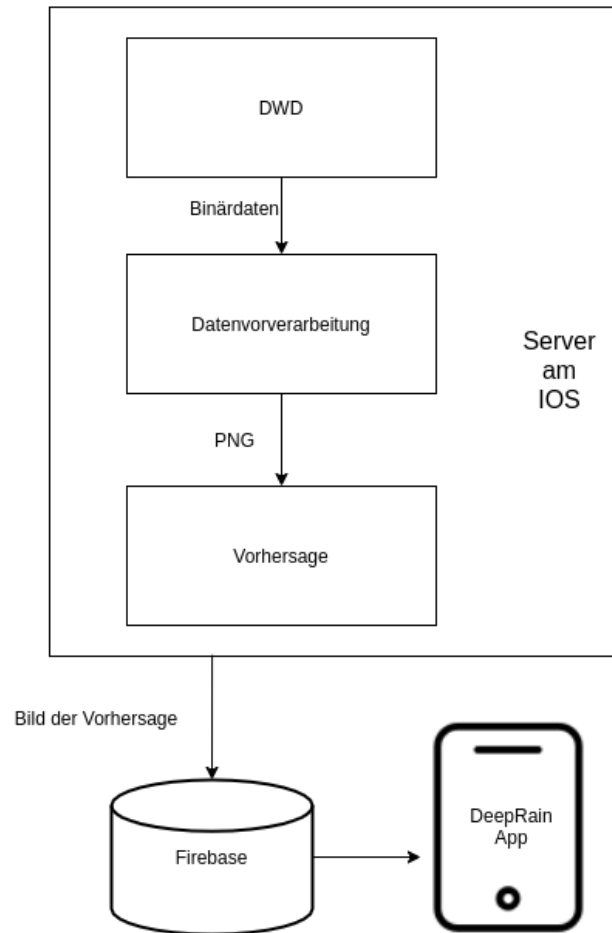 DWD
Binärdaten
Datenvorverarbeitung
Server
am
IOS
PNG
Vorhersage
Bild der Vorhersage
Firebase
DeepRain
App